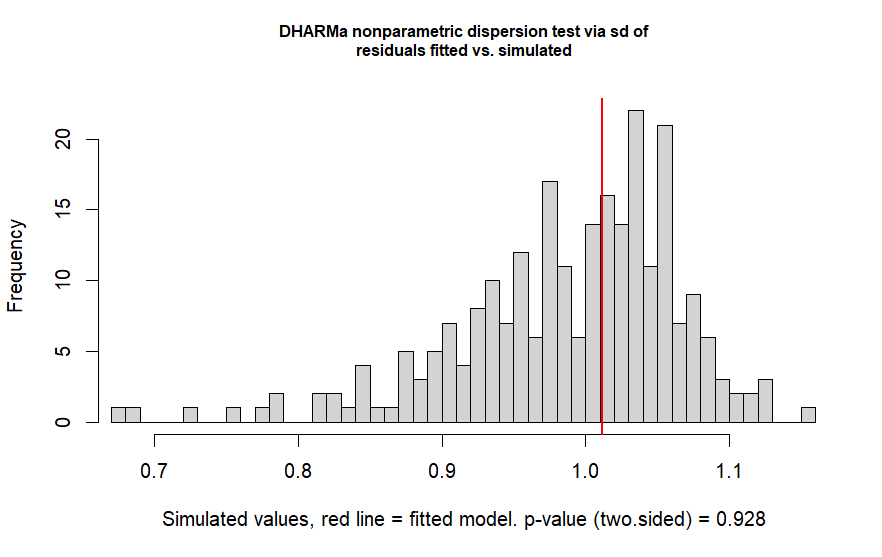 DHARMa nonparametric dispersion test via sd of
residuals fitted vs. simulated
Frequency
20
15
10
5
0
0.7 0.8 0.9 1.0 1.1
Simulated values, red line = fitted model. p-value (two.sided) = 0.928